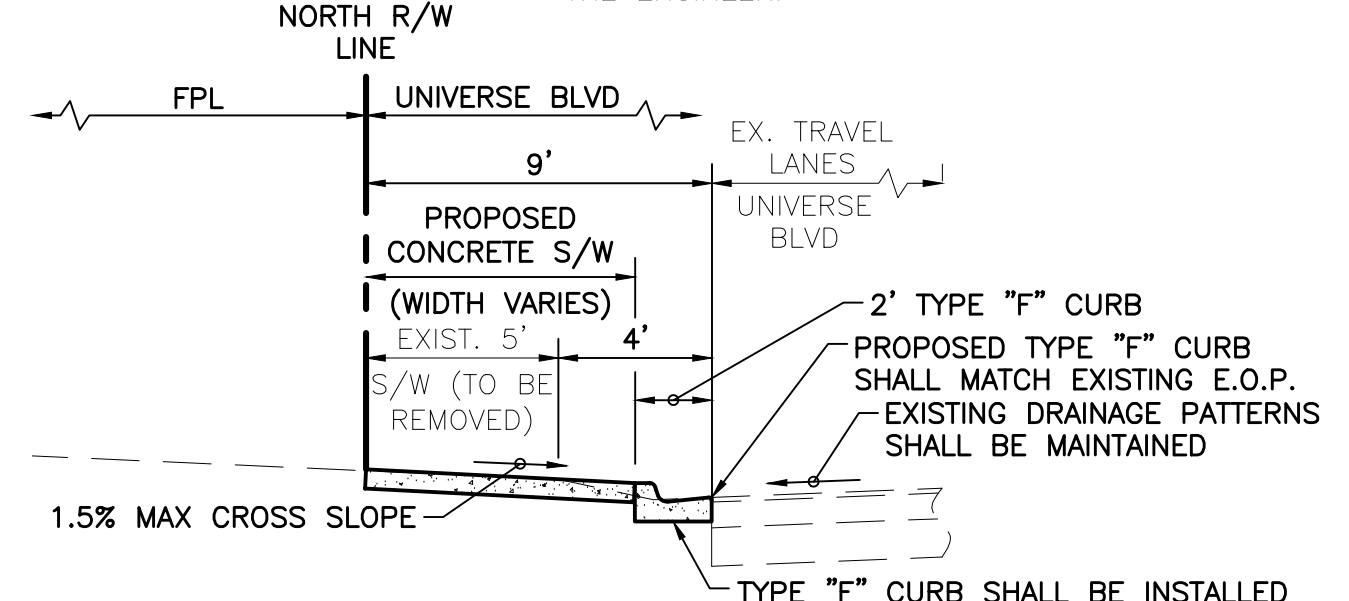 NORTH R/W
LINE
FPL
UNIVERSE BLVD
EX. TRAVEL
LANES
UNIVERSE
BLVD
9'
PROPOSED
CONCRETE S/W
(WIDTH VARIES)
EXIST. 5'
S/W (TO BE
REMOVED)
4'
2' TYPE "F" CURB
PROPOSED TYPE "F" CURB
SHALL MATCH EXISTING E.O.P.
EXISTING DRAINAGE PATTERNS
SHALL BE MAINTAINED
1.5% MAX CROSS SLOPE
TYPE "F" CURB SHALL BE INSTALLED